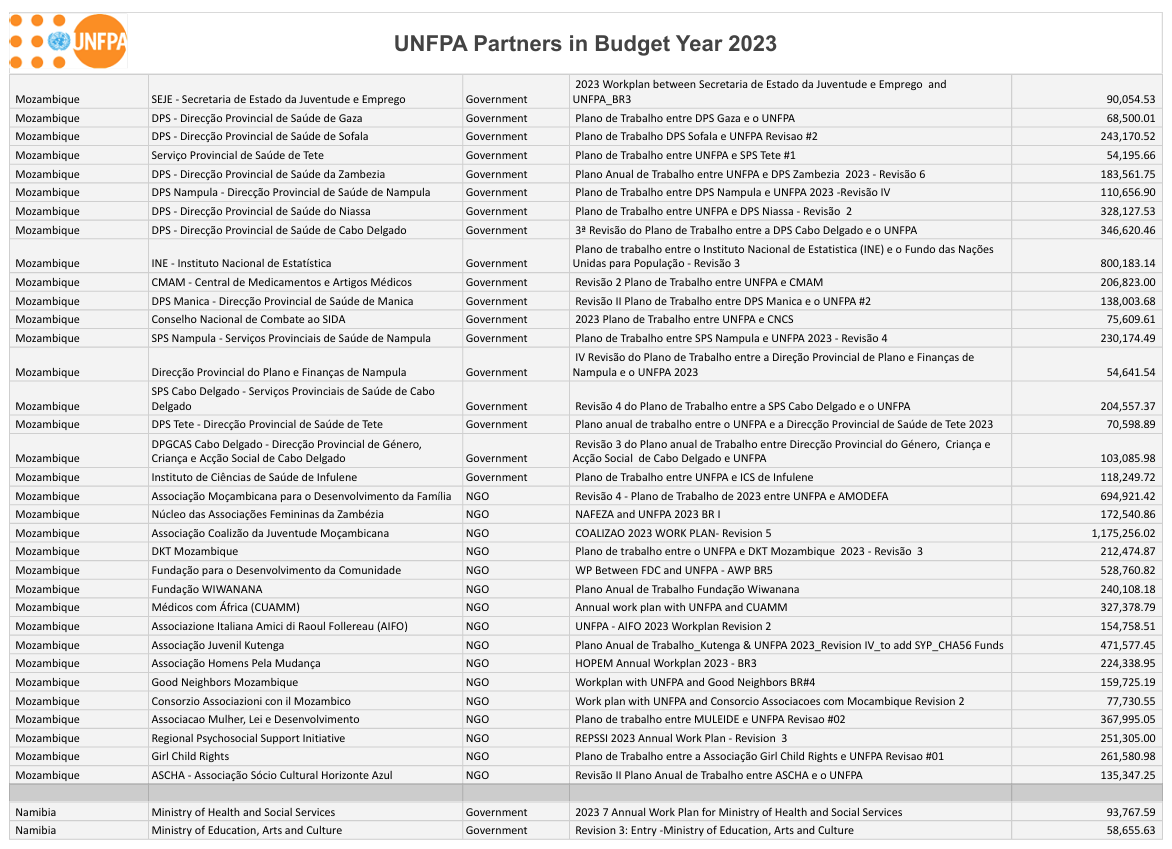 UNFPA
UNFPA Partners in Budget Year 2023
2023 Workplan between Secretaria de Estado da Juventude e Emprego and
Mozambique SEJE - Secretaria de Estado da Juventude e Emprego Government UNFPA_BR3 90,054.53
Mozambique DPS - Direcção Provincial de Saúde de Gaza Government Plano de Trabalho entre DPS Gaza e o UNFPA 68,500.01
Mozambique DPS - Direcção Provincial de Saúde de Sofala Government Plano de Trabalho DPS Sofala e UNFPA Revisao #2 243,170.52
Mozambique Serviço Provincial de Saúde de Tete Government Plano de Trabalho entre UNFPA e SPS Tete #1 54,195.66
Mozambique DPS - Direcção Provincial de Saúde da Zambezia Government Plano Anual de Trabalho entre UNFPA e DPS Zambezia 2023 - Revisão 6 183,561.75
Mozambique DPS Nampula - Direcção Provincial de Saúde de Nampula Government Plano de Trabalho entre DPS Nampula e UNFPA 2023 -Revisão IV 110,656.90
Mozambique DPS - Direcção Provincial de Saúde do Niassa Government Plano de Trabalho entre UNFPA e DPS Niassa - Revisão 2 328,127.53
Mozambique DPS - Direcção Provincial de Saúde de Cabo Delgado Government 3ª Revisão do Plano de Trabalho entre a DPS Cabo Delgado e o UNFPA 346,620.46
Plano de trabalho entre o Instituto Nacional de Estatistica (INE) e o Fundo das Nações
Mozambique INE - Instituto Nacional de Estatística Government Unidas para População - Revisão 3 800,183.14
Mozambique CMAM - Central de Medicamentos e Artigos Médicos Government Revisão 2 Plano de Trabalho entre UNFPA e CMAM 206,823.00
Mozambique DPS Manica - Direcção Provincial de Saúde de Manica Government Revisão II Plano de Trabalho entre DPS Manica e o UNFPA #2 138,003.68
Mozambique Conselho Nacional de Combate ao SIDA Government 2023 Plano de Trabalho entre UNFPA e CNCS 75,609.61
Mozambique SPS Nampula - Serviços Provinciais de Saúde de Nampula Government Plano de Trabalho entre SPS Nampula e UNFPA 2023 - Revisão 4 230,174.49
IV Revisão do Plano de Trabalho entre a Direção Provincial de Plano e Finanças de
Mozambique Direcção Provincial do Plano e Finanças de Nampula Government Nampula e o UNFPA 2023 54,641.54
SPS Cabo Delgado - Serviços Provinciais de Saúde de Cabo
Mozambique Delgado Government Revisão 4 do Plano de Trabalho entre a SPS Cabo Delgado e o UNFPA 204,557.37
Mozambique DPS Tete - Direcção Provincial de Saúde de Tete Government Plano anual de trabalho entre o UNFPA e a Direcção Provincial de Saúde de Tete 2023 70,598.89
DPGCAS Cabo Delgado - Direcção Provincial de Género, Revisão 3 do Plano anual de Trabalho entre Direcção Provincial do Género, Criança e
Mozambique Criança e Acção Social de Cabo Delgado Government Acção Social de Cabo Delgado e UNFPA 103,085.98
Mozambique Instituto de Ciências de Saúde de Infulene Government Plano de Trabalho entre UNFPA e ICS de Infulene 118,249.72
Mozambique Associação Moçambicana para o Desenvolvimento da Família NGO Revisão 4 - Plano de Trabalho de 2023 entre UNFPA e AMODEFA 694,921.42
Mozambique Núcleo das Associações Femininas da Zambézia NGO NAFEZA and UNFPA 2023 BR I 172,540.86
Mozambique Associação Coalizão da Juventude Moçambicana NGO COALIZAO 2023 WORK PLAN- Revision 5 1,175,256.02
Mozambique DKT Mozambique NGO Plano de trabalho entre o UNFPA e DKT Mozambique 2023 - Revisão 3 212,474.87
Mozambique Fundação para o Desenvolvimento da Comunidade NGO WP Between FDC and UNFPA - AWP BR5 528,760.82
Mozambique Fundação WIWANANA NGO Plano Anual de Trabalho Fundação Wiwanana 240,108.18
Mozambique Médicos com África (CUAMM) NGO Annual work plan with UNFPA and CUAMM 327,378.79
Mozambique Associazione Italiana Amici di Raoul Follereau (AIFO) NGO UNFPA - AIFO 2023 Workplan Revision 2 154,758.51
Mozambique Associação Juvenil Kutenga NGO Plano Anual de Trabalho_Kutenga & UNFPA 2023_Revision IV_to add SYP_CHA56 Funds 471,577.45
Mozambique Associação Homens Pela Mudança NGO HOPEM Annual Workplan 2023 - BR3 224,338.95
Mozambique Good Neighbors Mozambique NGO Workplan with UNFPA and Good Neighbors BR#4 159,725.19
Mozambique Consorzio Associazioni con il Mozambico NGO Work plan with UNFPA and Consorcio Associacoes com Mocambique Revision 2 77,730.55
Mozambique Associacao Mulher, Lei e Desenvolvimento NGO Plano de trabalho entre MULEIDE e UNFPA Revisao #02 367,995.05
Mozambique Regional Psychosocial Support Initiative NGO REPSSI 2023 Annual Work Plan - Revision 3 251,305.00
Mozambique Girl Child Rights NGO Plano de Trabalho entre a Associação Girl Child Rights e UNFPA Revisao #01 261,580.98
Mozambique ASCHA - Associação Sócio Cultural Horizonte Azul NGO Revisão II Plano Anual de Trabalho entre ASCHA e o UNFPA 135,347.25
Namibia Ministry of Health and Social Services Government 2023 7 Annual Work Plan for Ministry of Health and Social Services 93,767.59
Namibia Ministry of Education, Arts and Culture Government Revision 3: Entry -Ministry of Education, Arts and Culture 58,655.63